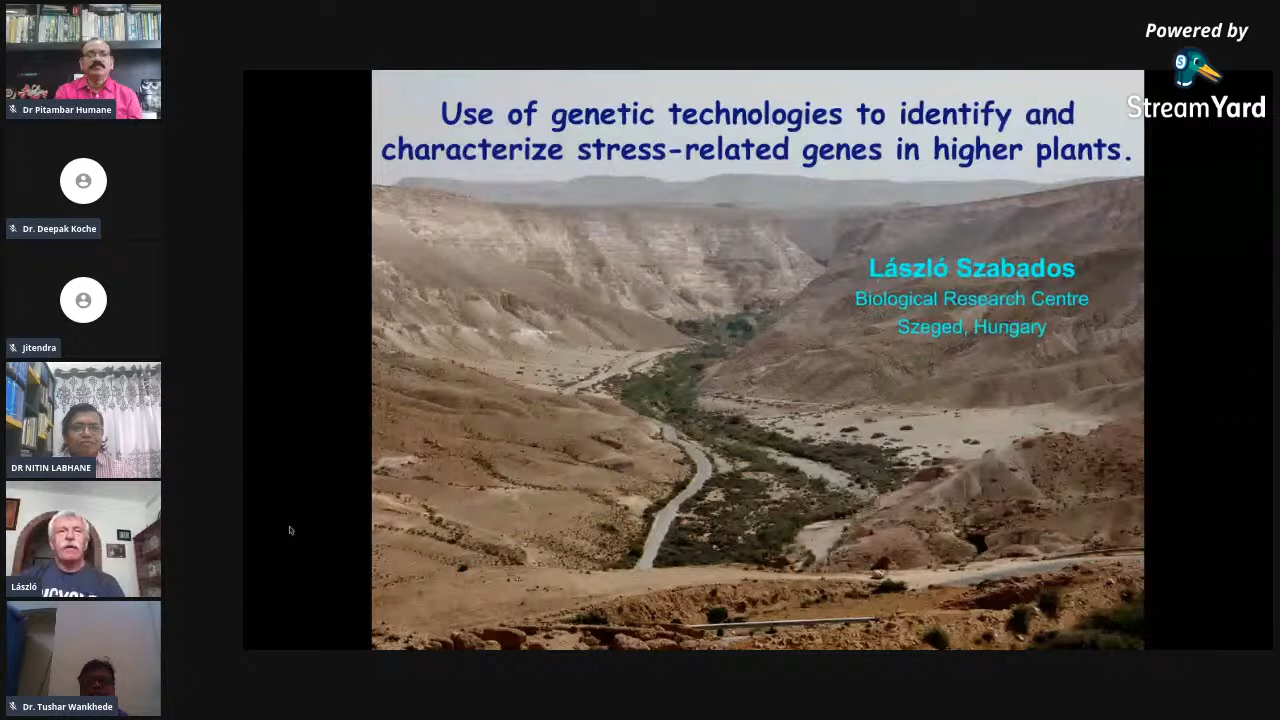 Dr Pitambar Humane
Dr. Deepak Koche
Jitendra
DR NITIN LABHANE
László
Dr. Tushar Wankhede
Use of genetic technologies to identify and
characterize stress-related genes in higher plants.
László Szabados
Biological Research Centre
Szeged, Hungary
Powered by
StreamYard